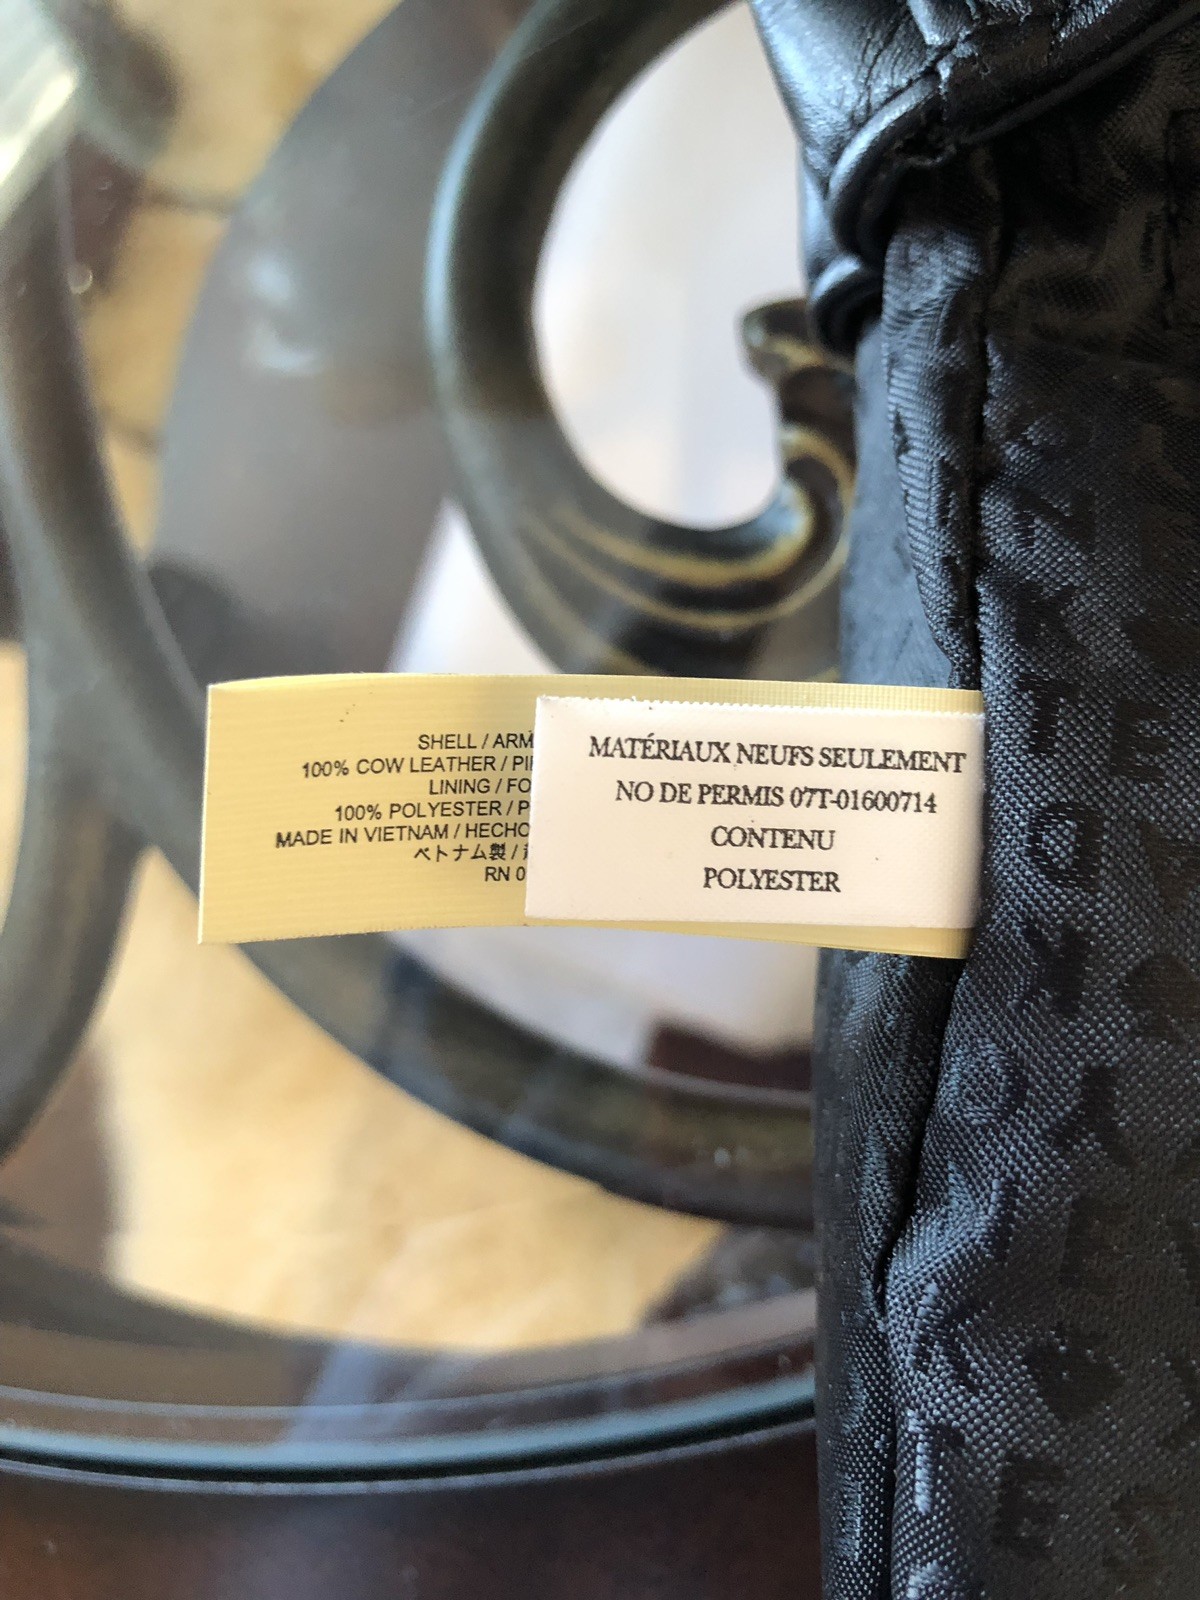 SHELL / ARM
100% COW LEATHER / PI
LINING / FO
100% POLYESTER / P
MADE IN VIETNAM / HECHO
ベトナム製 /
RN 0
MATÉRIAUX NEUFS SEULEMENT
NO DE PERMIS 07T-01600714
CONTENU
POLYESTER